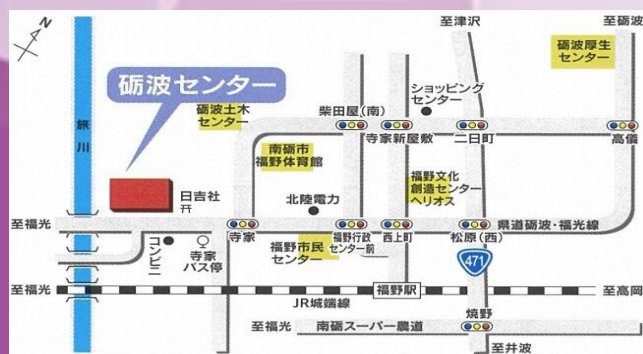 N
至津沢
至砺波
砺波厚生
センター
砺波センター
ショッピング
センター
柴田屋(南)
砺波土木
センター
旅川
寺家新屋敷
二日町
高儀
南砺市
福野体育館
福野文化
創造センター
ヘリオス
日吉社
北陸電力
至福光
寺家
福野行政
センター前
西上町
松原(西)
県道砺波・福光線
コンビニ
寺家
バス停
福野市民
センター
471
至福光
福野駅
至高岡
JR城端線
焼野
至福光
南砺スーパー農道
至井波